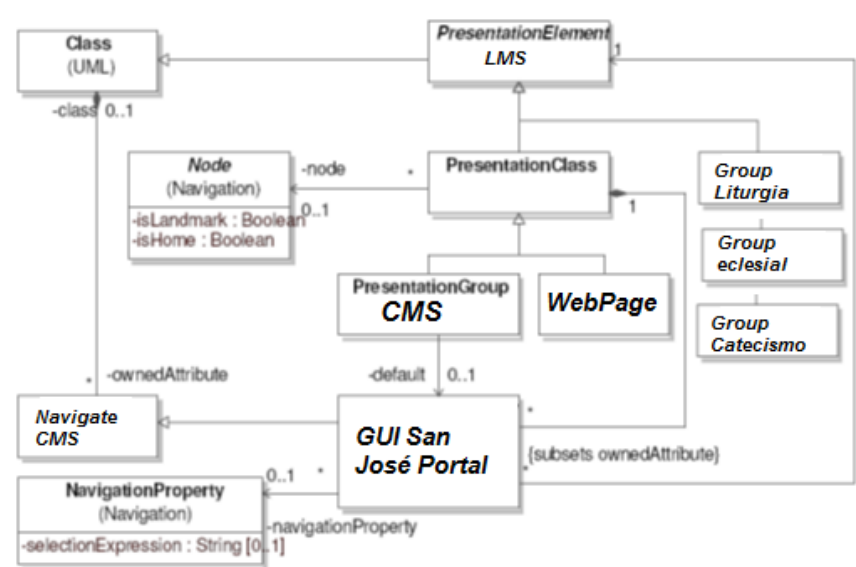 Class
(UML)
PresentationElement
LMS
1
-class 0..1
Node
(Navigation)
-isLandmark : Boolean
-isHome : Boolean
-node
*
0..1
PresentationClass
1
Group
Liturgia
Group
eclesial
Group
Catecismo
PresentationGroup
CMS
WebPage
-default
0..1
*
-ownedAttribute
Navigate
CMS
GUI San
José Portal
*
{subsets ownedAttribute}
*
NavigationProperty
(Navigation)
-selectionExpression : String [0..1]
0..1
*
-navigationProperty